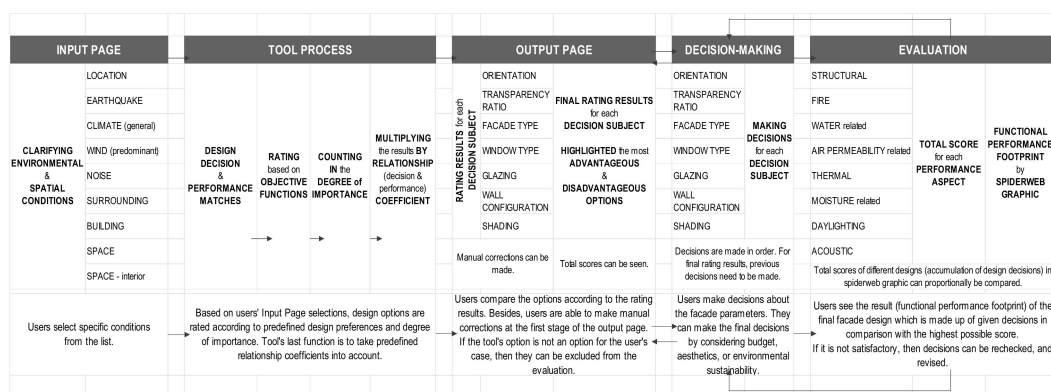 INPUT PAGE
TOOL PROCESS
OUTPUT PAGE
DECISION-MAKING
EVALUATION
CLARIFYING
ENVIRONMENTAL
&
SPATIAL
CONDITIONS
LOCATION
EARTHQUAKE
CLIMATE (general)
WIND (predominant)
NOISE
SURROUNDING
BUILDING
SPACE
SPACE - interior
DESIGN
DECISION
&
PERFORMANCE
MATCHES
RATING
based on
OBJECTIVE
FUNCTIONS
COUNTING
IN the
DEGREE of
IMPORTANCE
MULTIPLYING
the results BY
RELATIONSHIP
(decision &
performance)
COEFFICIENT
RATING RESULTS for each
DECISION SUBJECT
ORIENTATION
TRANSPARENCY
RATIO
FACADE TYPE
WINDOW TYPE
GLAZING
WALL
CONFIGURATION
SHADING
FINAL RATING RESULTS
for each
DECISION SUBJECT
HIGHLIGHTED the most
ADVANTAGEOUS
&
DISADVANTAGEOUS
OPTIONS
Manual corrections can be
made.
Total scores can be seen.
ORIENTATION
TRANSPARENCY
RATIO
FACADE TYPE
WINDOW TYPE
GLAZING
WALL
CONFIGURATION
SHADING
MAKING
DECISIONS
for each
DECISION
SUBJECT
Decisions are made in order. For
final rating results, previous
decisions need to be made.
STRUCTURAL
FIRE
WATER related
AIR PERMEABILITY related
THERMAL
MOISTURE related
DAYLIGHTING
ACOUSTIC
TOTAL SCORE
for each
PERFORMANCE
ASPECT
FUNCTIONAL
PERFORMANCE
FOOTPRINT
by
SPIDERWEB
GRAPHIC
Total scores of different designs (accumulation of design decisions) in
spiderweb graphic can proportionally be compared.
Users select specific conditions
from the list.
Based on users' Input Page selections, design options are
rated according to predefined design preferences and degree
of importance. Tool's last function is to take predefined
relationship coefficients into account.
Users compare the options according to the rating
results. Besides, users are able to make manual
corrections at the first stage of the output page.
If the tool's option is not an option for the user's
case, then they can be excluded from the
evaluation.
Users make decisions about
the facade parameters. They
can make the final decisions
by considering budget,
aesthetics, or environmental
sustainability.
Users see the result (functional performance footprint) of the
final facade design which is made up of given decisions in
comparison with the highest possible score.
If it is not satisfactory, then decisions can be rechecked, and
revised.